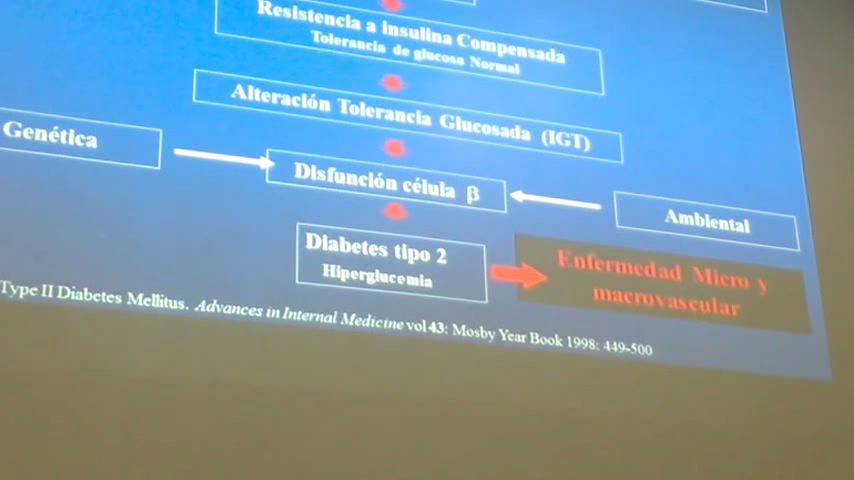 Resistencia a insulina Compensada
Tolerancia de glucosa Normal
Alteración Tolerancia Glucosada (IGT)
Genética
Disfunción célula β
Ambiental
Diabetes tipo 2
Hiperglucemia
Enfermedad Micro y
macrovascular
Type II Diabetes Mellitus. Advances in Internal Medicine vol 43: Mosby Year Book 1998: 449-500